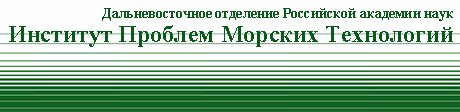 Дальневосточное отделение Российской академии наук
Институт Проблем Морских Технологий